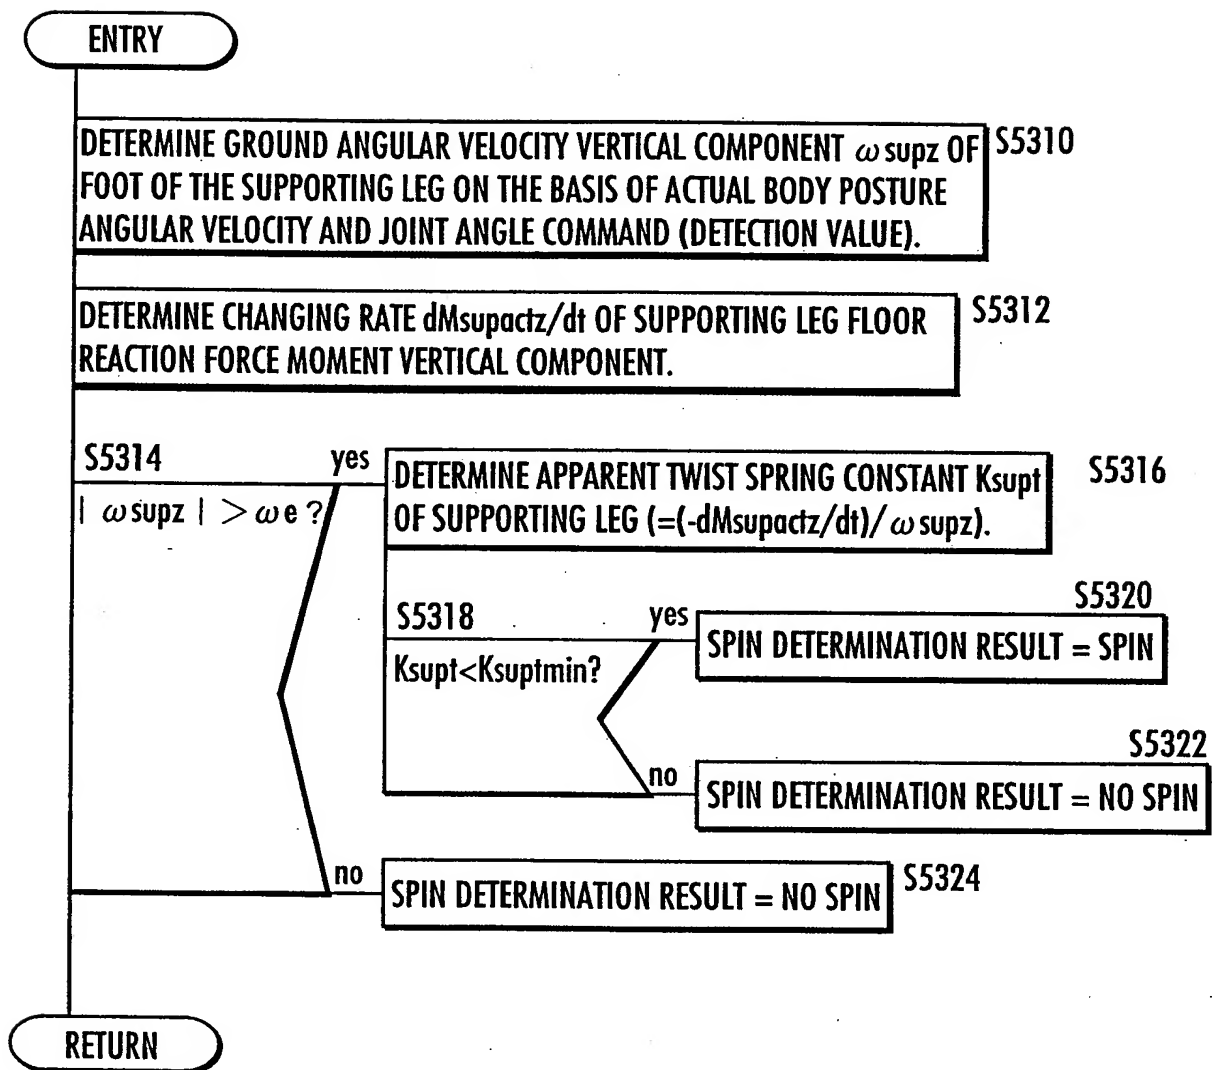 ENTRY
DETERMINE GROUND ANGULAR VELOCITY VERTICAL COMPONENT ω supz OF
FOOT OF THE SUPPORTING LEG ON THE BASIS OF ACTUAL BODY POSTURE
ANGULAR VELOCITY AND JOINT ANGLE COMMAND (DETECTION VALUE).
S5310
DETERMINE CHANGING RATE dMsupactz/dt OF SUPPORTING LEG FLOOR
REACTION FORCE MOMENT VERTICAL COMPONENT.
S5312
S5314
| ω supz | > ω e ?
yes
DETERMINE APPARENT TWIST SPRING CONSTANT Ksupt
OF SUPPORTING LEG (=(-dMsupactz/dt)/ ω supz).
S5316
S5318
Ksupt<Ksuptmin?
yes
S5320
SPIN DETERMINATION RESULT = SPIN
no
S5322
SPIN DETERMINATION RESULT = NO SPIN
no
SPIN DETERMINATION RESULT = NO SPIN
S5324
RETURN